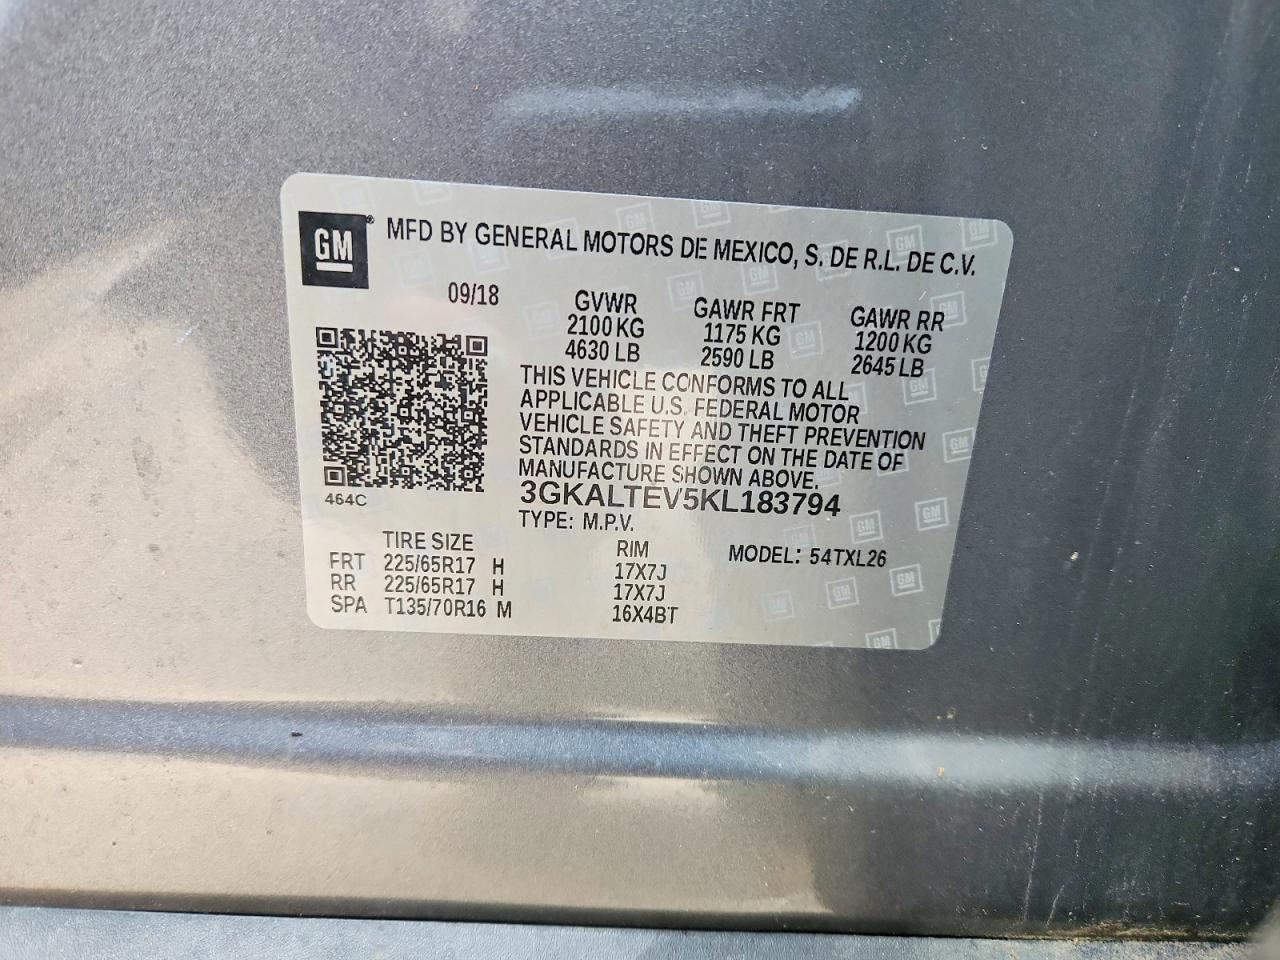 GM ® MFD BY GENERAL MOTORS DE MEXICO, S. DE R.L. DE C.V.
09/18 GVWR GAWR FRT GAWR RR
2100 KG 1175 KG 1200 KG
4630 LB 2590 LB 2645 LB
THIS VEHICLE CONFORMS TO ALL
APPLICABLE U.S. FEDERAL MOTOR
VEHICLE SAFETY AND THEFT PREVENTION
STANDARDS IN EFFECT ON THE DATE OF
MANUFACTURE SHOWN ABOVE.
464C
3GKALTEV5KL183794
TYPE: M.P.V.
TIRE SIZE RIM MODEL: 54TXL26
FRT 225/65R17 H 17X7J
RR 225/65R17 H 17X7J
SPA T135/70R16 M 16X4BT